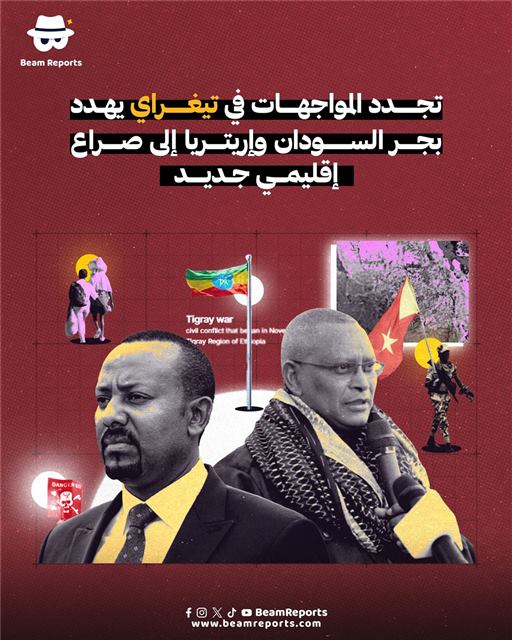 Beam Reports
تجدد المواجهات في تيغراي يهدد
بجر السودان وإريتريا إلى صراع
إقليمي جديد
Tigray war
civil conflict that began in Nove
Tigray Region of Ethiopia
DANGER
BeamReports
www.beamreports.com